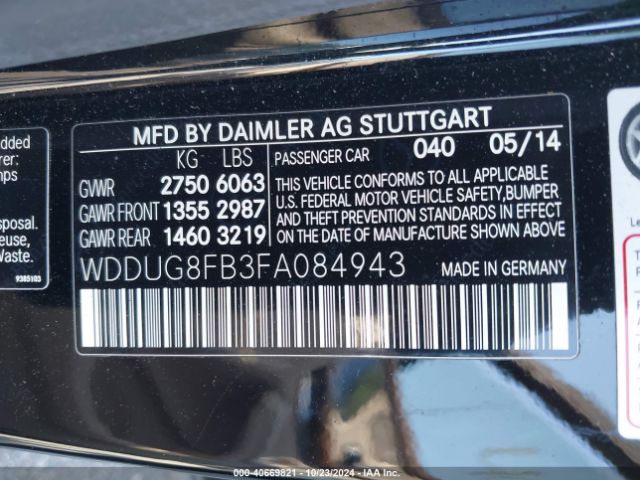 MFD BY DAIMLER AG STUTTGART
KG LBS
GVWR 2750 6063
GAWR FRONT 1355 2987
GAWR REAR 1460 3219
PASSENGER CAR 040 05/14
THIS VEHICLE CONFORMS TO ALL APPLICABLE
U.S. FEDERAL MOTOR VEHICLE SAFETY,BUMPER
AND THEFT PREVENTION STANDARDS IN EFFECT
ON THE DATE OF MANUFACTURE SHOWN ABOVE
WDDUG8FB3FA084943 MADE IN GERMANY
dded
rer:
mps
sposal.
euse,
Waste.
9385103
Le
000-40669821 - 10/23/2024 - IAA Inc.